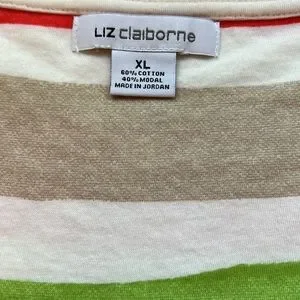 LIZ claiborne
XL
60% COTTON
40% MODAL
MADE IN JORDAN